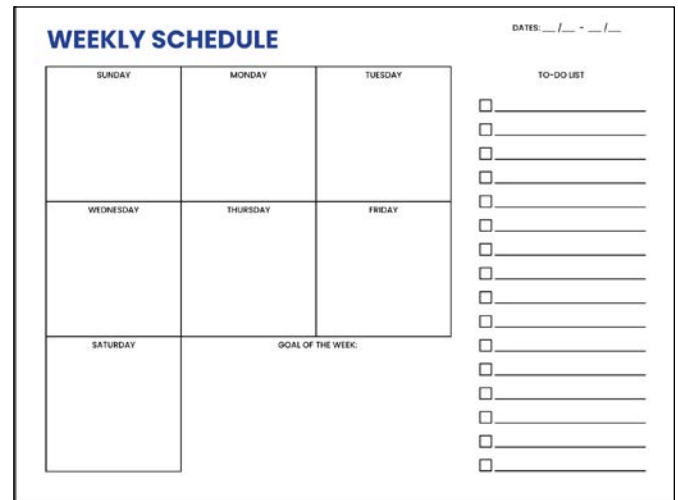 WEEKLY SCHEDULE
DATES: __/__ - __/__
SUNDAY
MONDAY
TUESDAY
TO-DO LIST
WEDNESDAY
THURSDAY
FRIDAY
SATURDAY
GOAL OF THE WEEK: